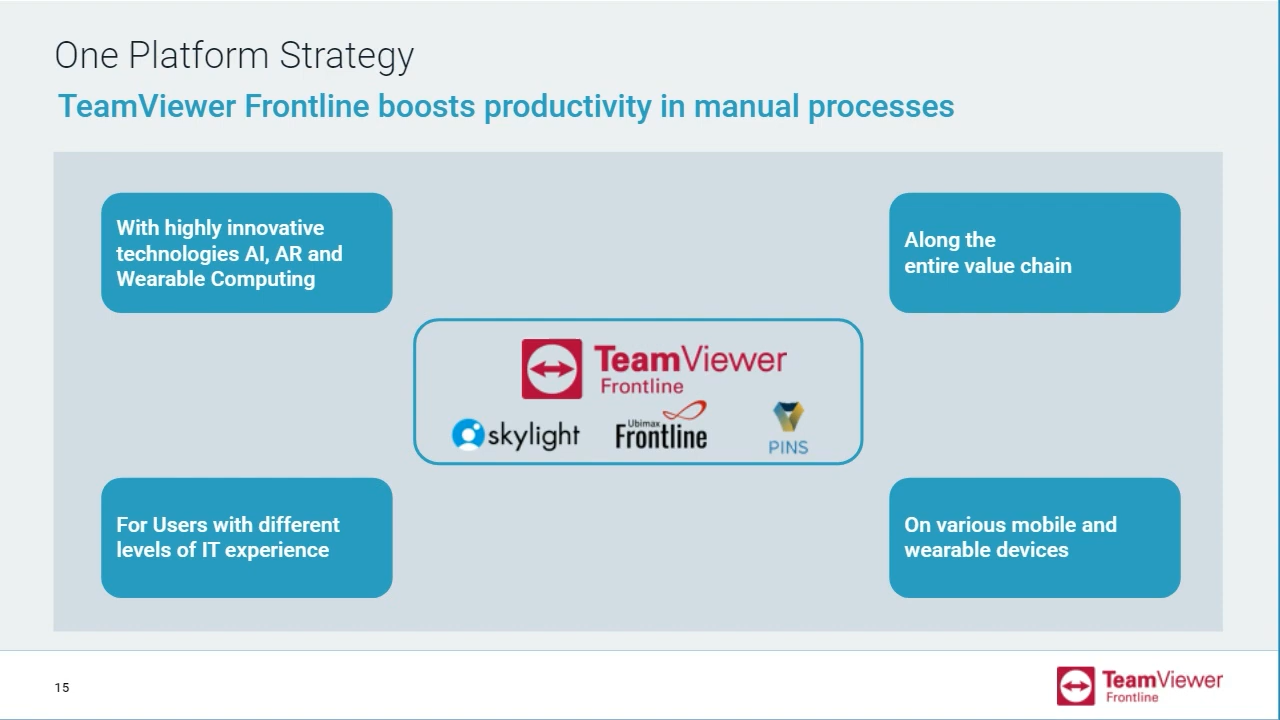 One Platform Strategy
TeamViewer Frontline boosts productivity in manual processes
With highly innovative
technologies AI, AR and
Wearable Computing
Along the
entire value chain
TeamViewer
Frontline
skylight
Ubimax
Frontline
PINS
For Users with different
levels of IT experience
On various mobile and
wearable devices
15
TeamViewer
Frontline